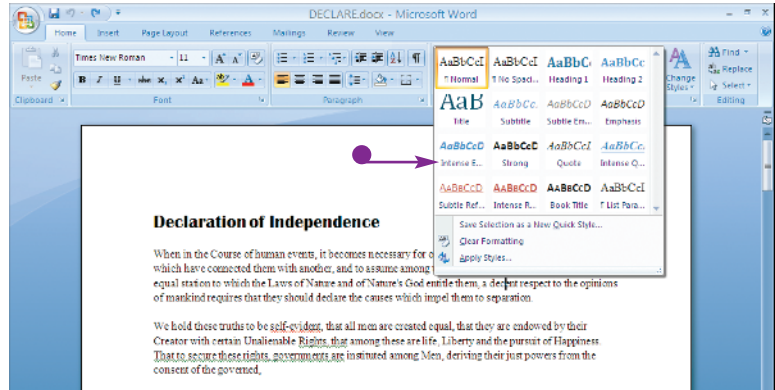 DECLARE.docx - Microsoft Word
Home Insert Page Layout References Mailings Review View
Times New Roman 11
Paste
Clipboard Font Paragraph
AaBbCcI AaBbCcI AaBbC AaBbCc
¶ Normal ¶ No Spaci... Heading 1 Heading 2
AaB AaBbCc. AaBbCcD AaBbCcD
Title Subtitle Subtle Em... Emphasis
AaBbCcD AaBbCcD AaBbCcI AaBbCc.
Intense E... Strong Quote Intense Q...
AABBCCD AABBCCD AABBCCD AaBbCcI
Subtle Ref... Intense R... Book Title ¶ List Para...
Save Selection as a New Quick Style...
Clear Formatting
Apply Styles...
Change
Styles
Find
Replace
Select
Editing
Declaration of Independence
When in the Course of human events, it becomes necessary for o
which have connected them with another, and to assume among
equal station to which the Laws of Nature and of Nature's God entitle them, a decent respect to the opinions
of mankind requires that they should declare the causes which impel them to separation.
We hold these truths to be self-evident, that all men are created equal, that they are endowed by their
Creator with certain Unalienable Rights, that among these are life, Liberty and the pursuit of Happiness.
That to secure these rights, governments are instituted among Men, deriving their just powers from the
consent of the governed,